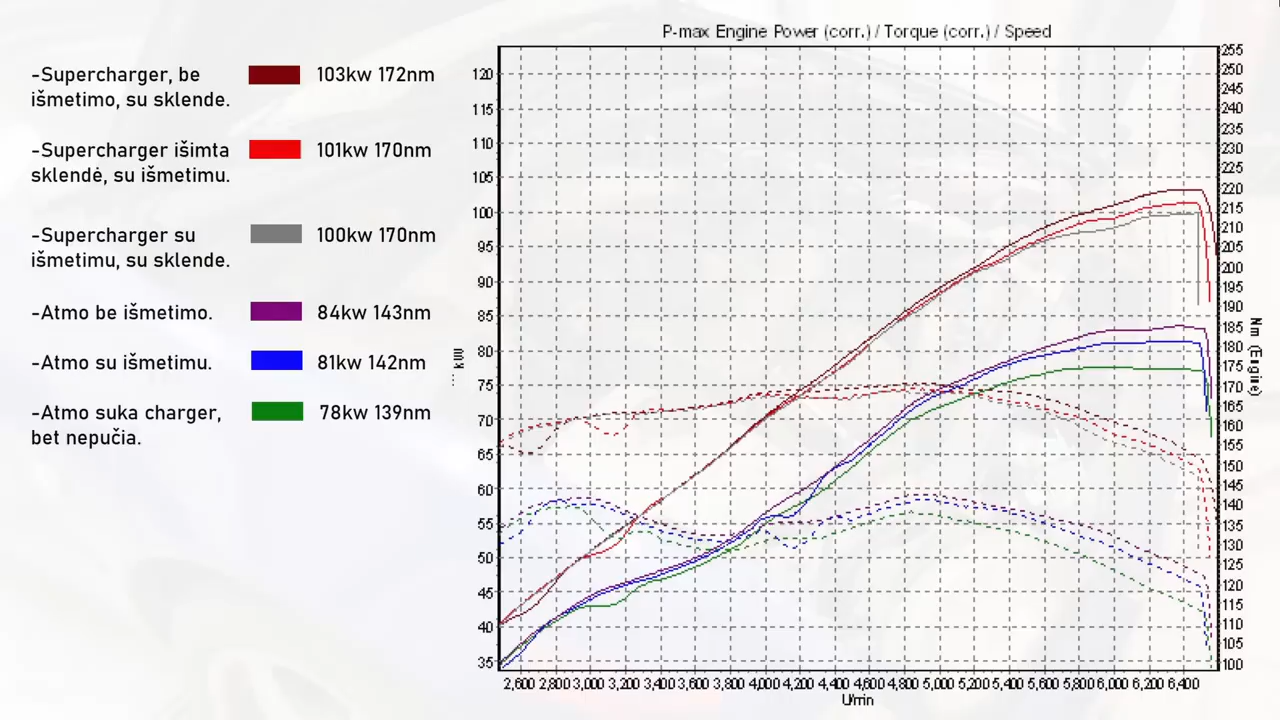 P-max Engine Power (corr.) / Torque (corr.) / Speed
-Supercharger, be
išmetimo, su sklende.
103kw 172nm
-Supercharger išimta
sklendė, su išmetimu.
101kw 170nm
-Supercharger su
išmetimu, su sklende.
100kw 170nm
-Atmo be išmetimo.
84kw 143nm
-Atmo su išmetimu.
81kw 142nm
-Atmo suka charger,
bet nepučia.
78kw 139nm
120
115
110
105
100
95
90
85
80
75
70
65
60
55
50
45
40
35
... kW
255
250
245
240
235
230
225
220
215
210
205
200
195
190
185
180
175
170
165
160
155
150
145
140
135
130
125
120
115
110
105
100
Nm (Engine)
2,600 2,800 3,000 3,200 3,400 3,600 3,800 4,000 4,200 4,400 4,600 4,800 5,000 5,200 5,400 5,600 5,800 6,000 6,200 6,400
U/min